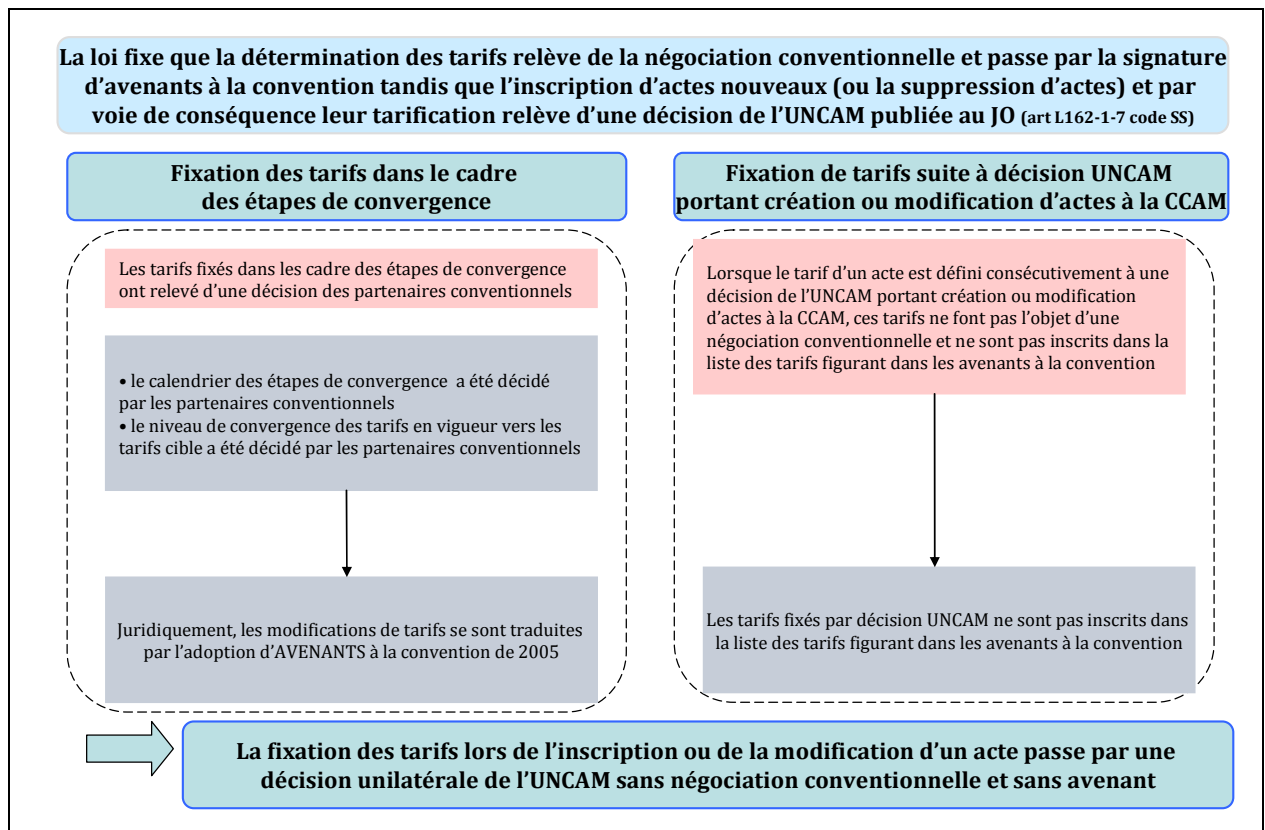 La loi fixe que la détermination des tarifs relève de la négociation conventionnelle et passe par la signature
d’avenants à la convention tandis que l’inscription d’actes nouveaux (ou la suppression d’actes) et par
voie de conséquence leur tarification relève d’une décision de l’UNCAM publiée au JO (art L162-1-7 code SS)
Fixation des tarifs dans le cadre
des étapes de convergence
Les tarifs fixés dans les cadre des étapes de convergence
ont relevé d’une décision des partenaires conventionnels
• le calendrier des étapes de convergence a été décidé
par les partenaires conventionnels
• le niveau de convergence des tarifs en vigueur vers les
tarifs cible a été décidé par les partenaires conventionnels
Juridiquement, les modifications de tarifs se sont traduites
par l’adoption d’AVENANTS à la convention de 2005
Fixation de tarifs suite à décision UNCAM
portant création ou modification d’actes à la CCAM
Lorsque le tarif d’un acte est défini consécutivement à une
décision de l’UNCAM portant création ou modification
d’actes à la CCAM, ces tarifs ne font pas l’objet d’une
négociation conventionnelle et ne sont pas inscrits dans la
liste des tarifs figurant dans les avenants à la convention
Les tarifs fixés par décision UNCAM ne sont pas inscrits dans
la liste des tarifs figurant dans les avenants à la convention
La fixation des tarifs lors de l’inscription ou de la modification d’un acte passe par une
décision unilatérale de l’UNCAM sans négociation conventionnelle et sans avenant